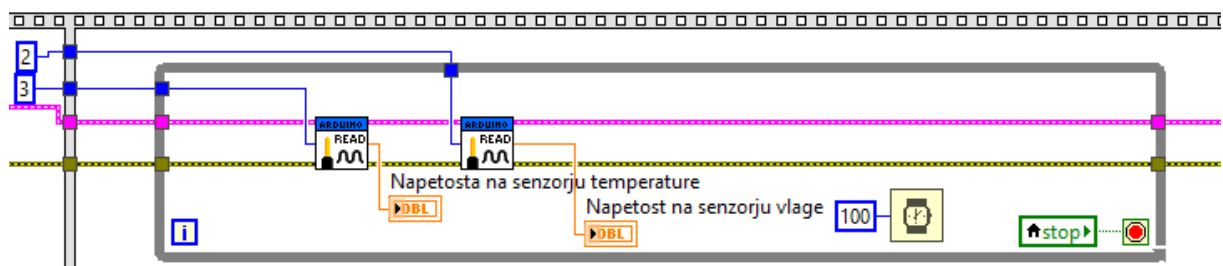 2
3
ARDUINO
READ
ARDUINO
READ
Napetosta na senzorju temperature
DBL
Napetost na senzorju vlage
DBL
100
i
stop